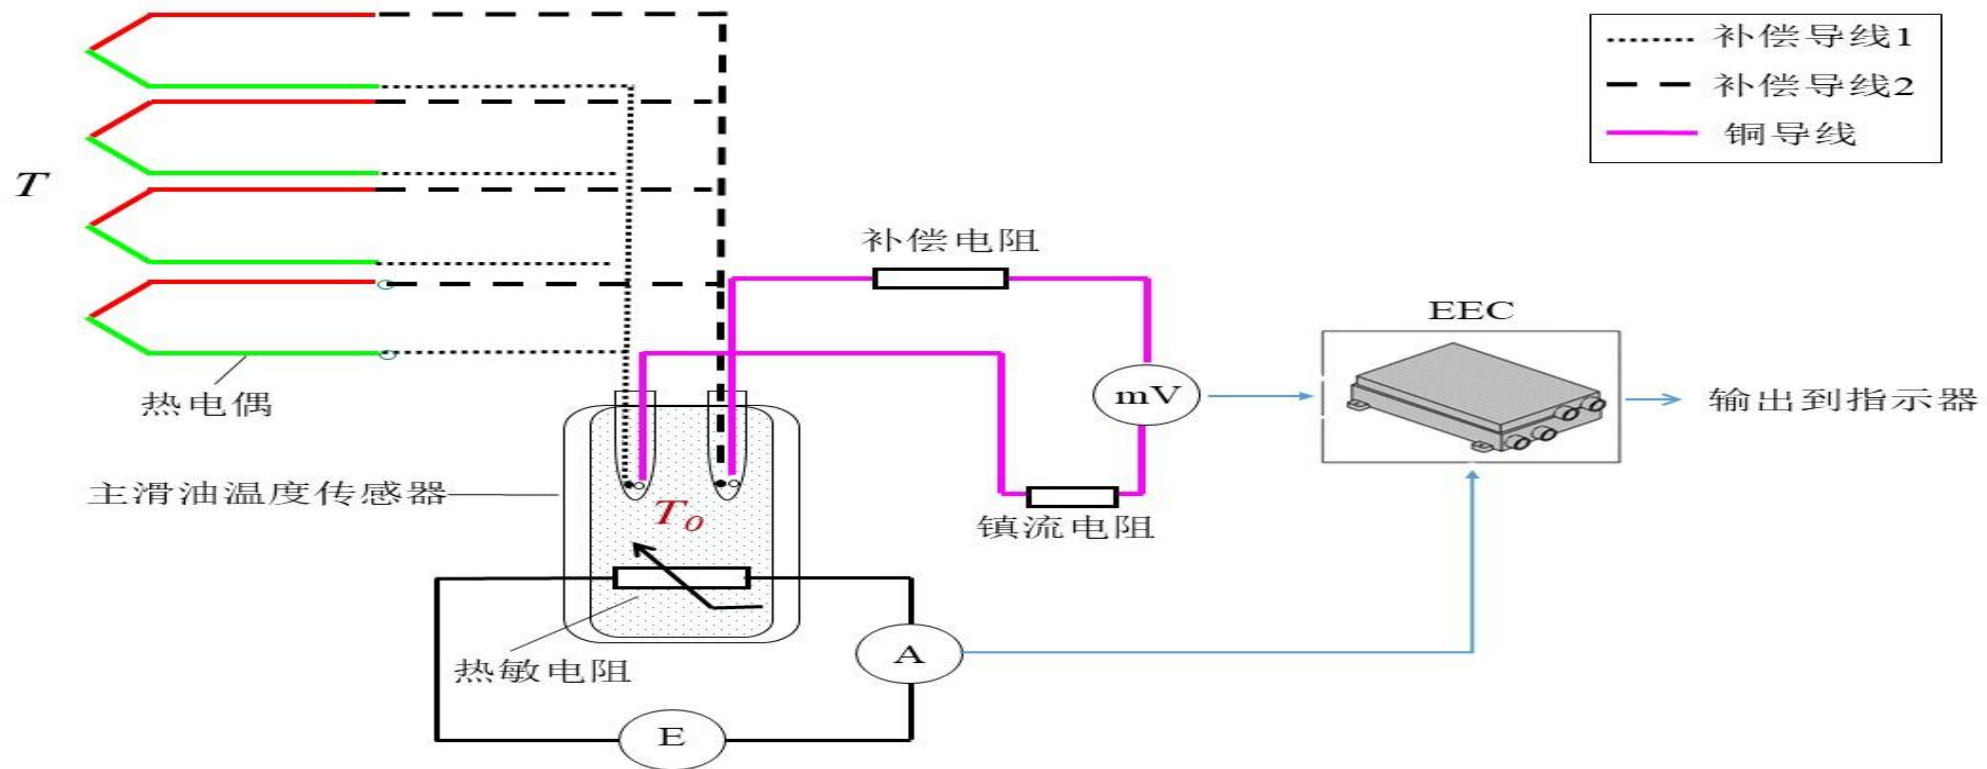 补偿导线1
补偿导线2
铜导线
T
补偿电阻
EEC
mV
输出到指示器
热电偶
主滑油温度传感器
T₀
镇流电阻
热敏电阻
A
E